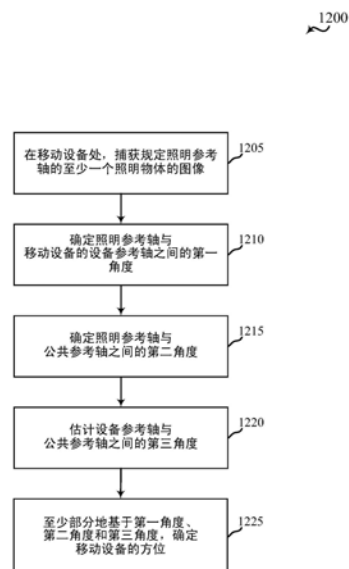 1200
在移动设备处，捕获规定照明参考
轴的至少一个照明物体的图像
1205
确定照明参考轴与
移动设备的设备参考轴之间的第一
角度
1210
确定照明参考轴与
公共参考轴之间的第二角度
1215
估计设备参考轴与
公共参考轴之间的第三角度
1220
至少部分地基于第一角度、
第二角度和第三角度，确定
移动设备的方位
1225